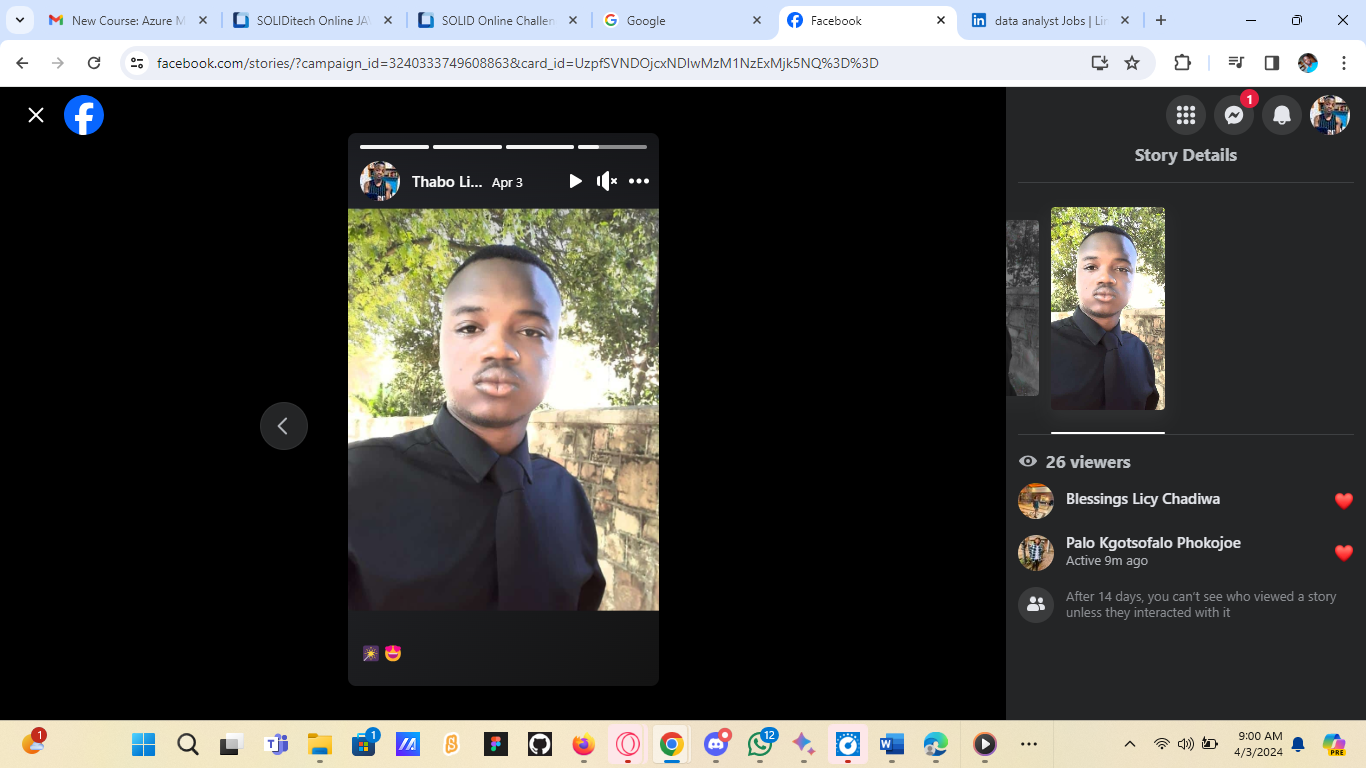 New Course: Azure M
SOLIDitech Online JAV
SOLID Online Challen
Google
Facebook
data analyst Jobs | Lin
facebook.com/stories/?campaign_id=3240333749608863&card_id=UzpfSVNDOjcxNDIwMzM1NzExMjk5NQ%3D%3D
1
Story Details
Thabo Li... Apr 3
26 viewers
Blessings Licy Chadiwa
Palo Kgotsofalo Phokojoe
Active 9m ago
After 14 days, you can't see who viewed a story
unless they interacted with it
1
1
12
9:00 AM
4/3/2024
PRE